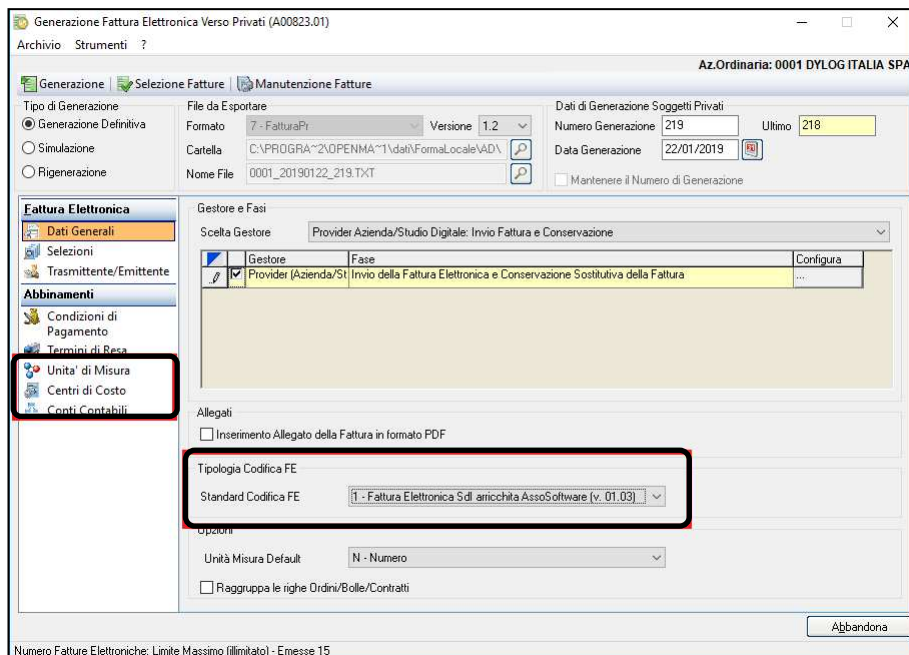 Generazione Fattura Elettronica Verso Privati (A00823.01)
Archivio Strumenti ?
Az.Ordinaria: 0001 DYLOG ITALIA SPA
Generazione Selezione Fatture Manutenzione Fatture
Tipo di Generazione
Generazione Definitiva
Simulazione
Rigenerazione
File da Esportare
Formato 7 - FatturaPr Versione 1.2
Cartella C:\PROGRA~2\OPENMA~1\dati\FormaLocale\AD\
Nome File 0001_20190122_219.TXT
Dati di Generazione Soggetti Privati
Numero Generazione 219 Ultimo 218
Data Generazione 22/01/2019
Mantenere il Numero di Generazione
Fattura Elettronica
Dati Generali
Selezioni
Trasmittente/Emittente
Abbinamenti
Condizioni di
Pagamento
Termini di Resa
Unita' di Misura
Centri di Costo
Conti Contabili
Gestore e Fasi
Scelta Gestore Provider Azienda/Studio Digitale: Invio Fattura e Conservazione
Gestore Fase Configura
Provider (Azienda/St Invio della Fattura Elettronica e Conservazione Sostitutiva della Fattura ...
Allegati
Inserimento Allegato della Fattura in formato PDF
Tipologia Codifica FE
Standard Codifica FE 1 - Fattura Elettronica SdI arricchita AssoSoftware (v. 01.03)
Opzioni
Unità Misura Default N - Numero
Raggruppa le righe Ordini/Bolle/Contratti
Abbandona
Numero Fatture Elettroniche: Limite Massimo (illimitato) - Emesse 15